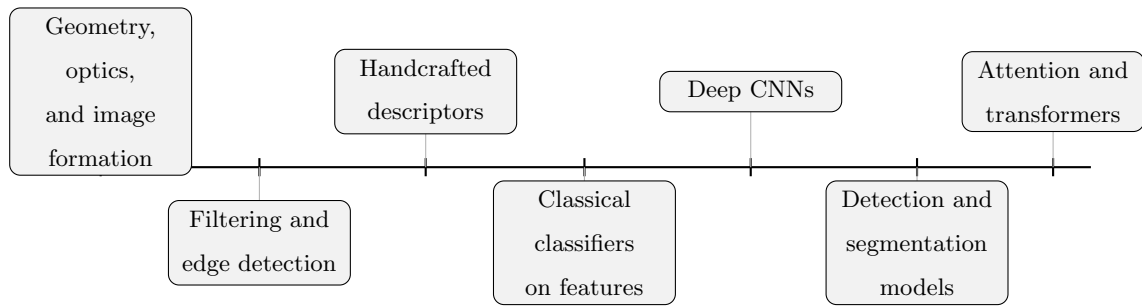 Geometry,
optics,
and image
formation
Filtering and
edge detection
Handcrafted
descriptors
Classical
classifiers
on features
Deep CNNs
Detection and
segmentation
models
Attention and
transformers